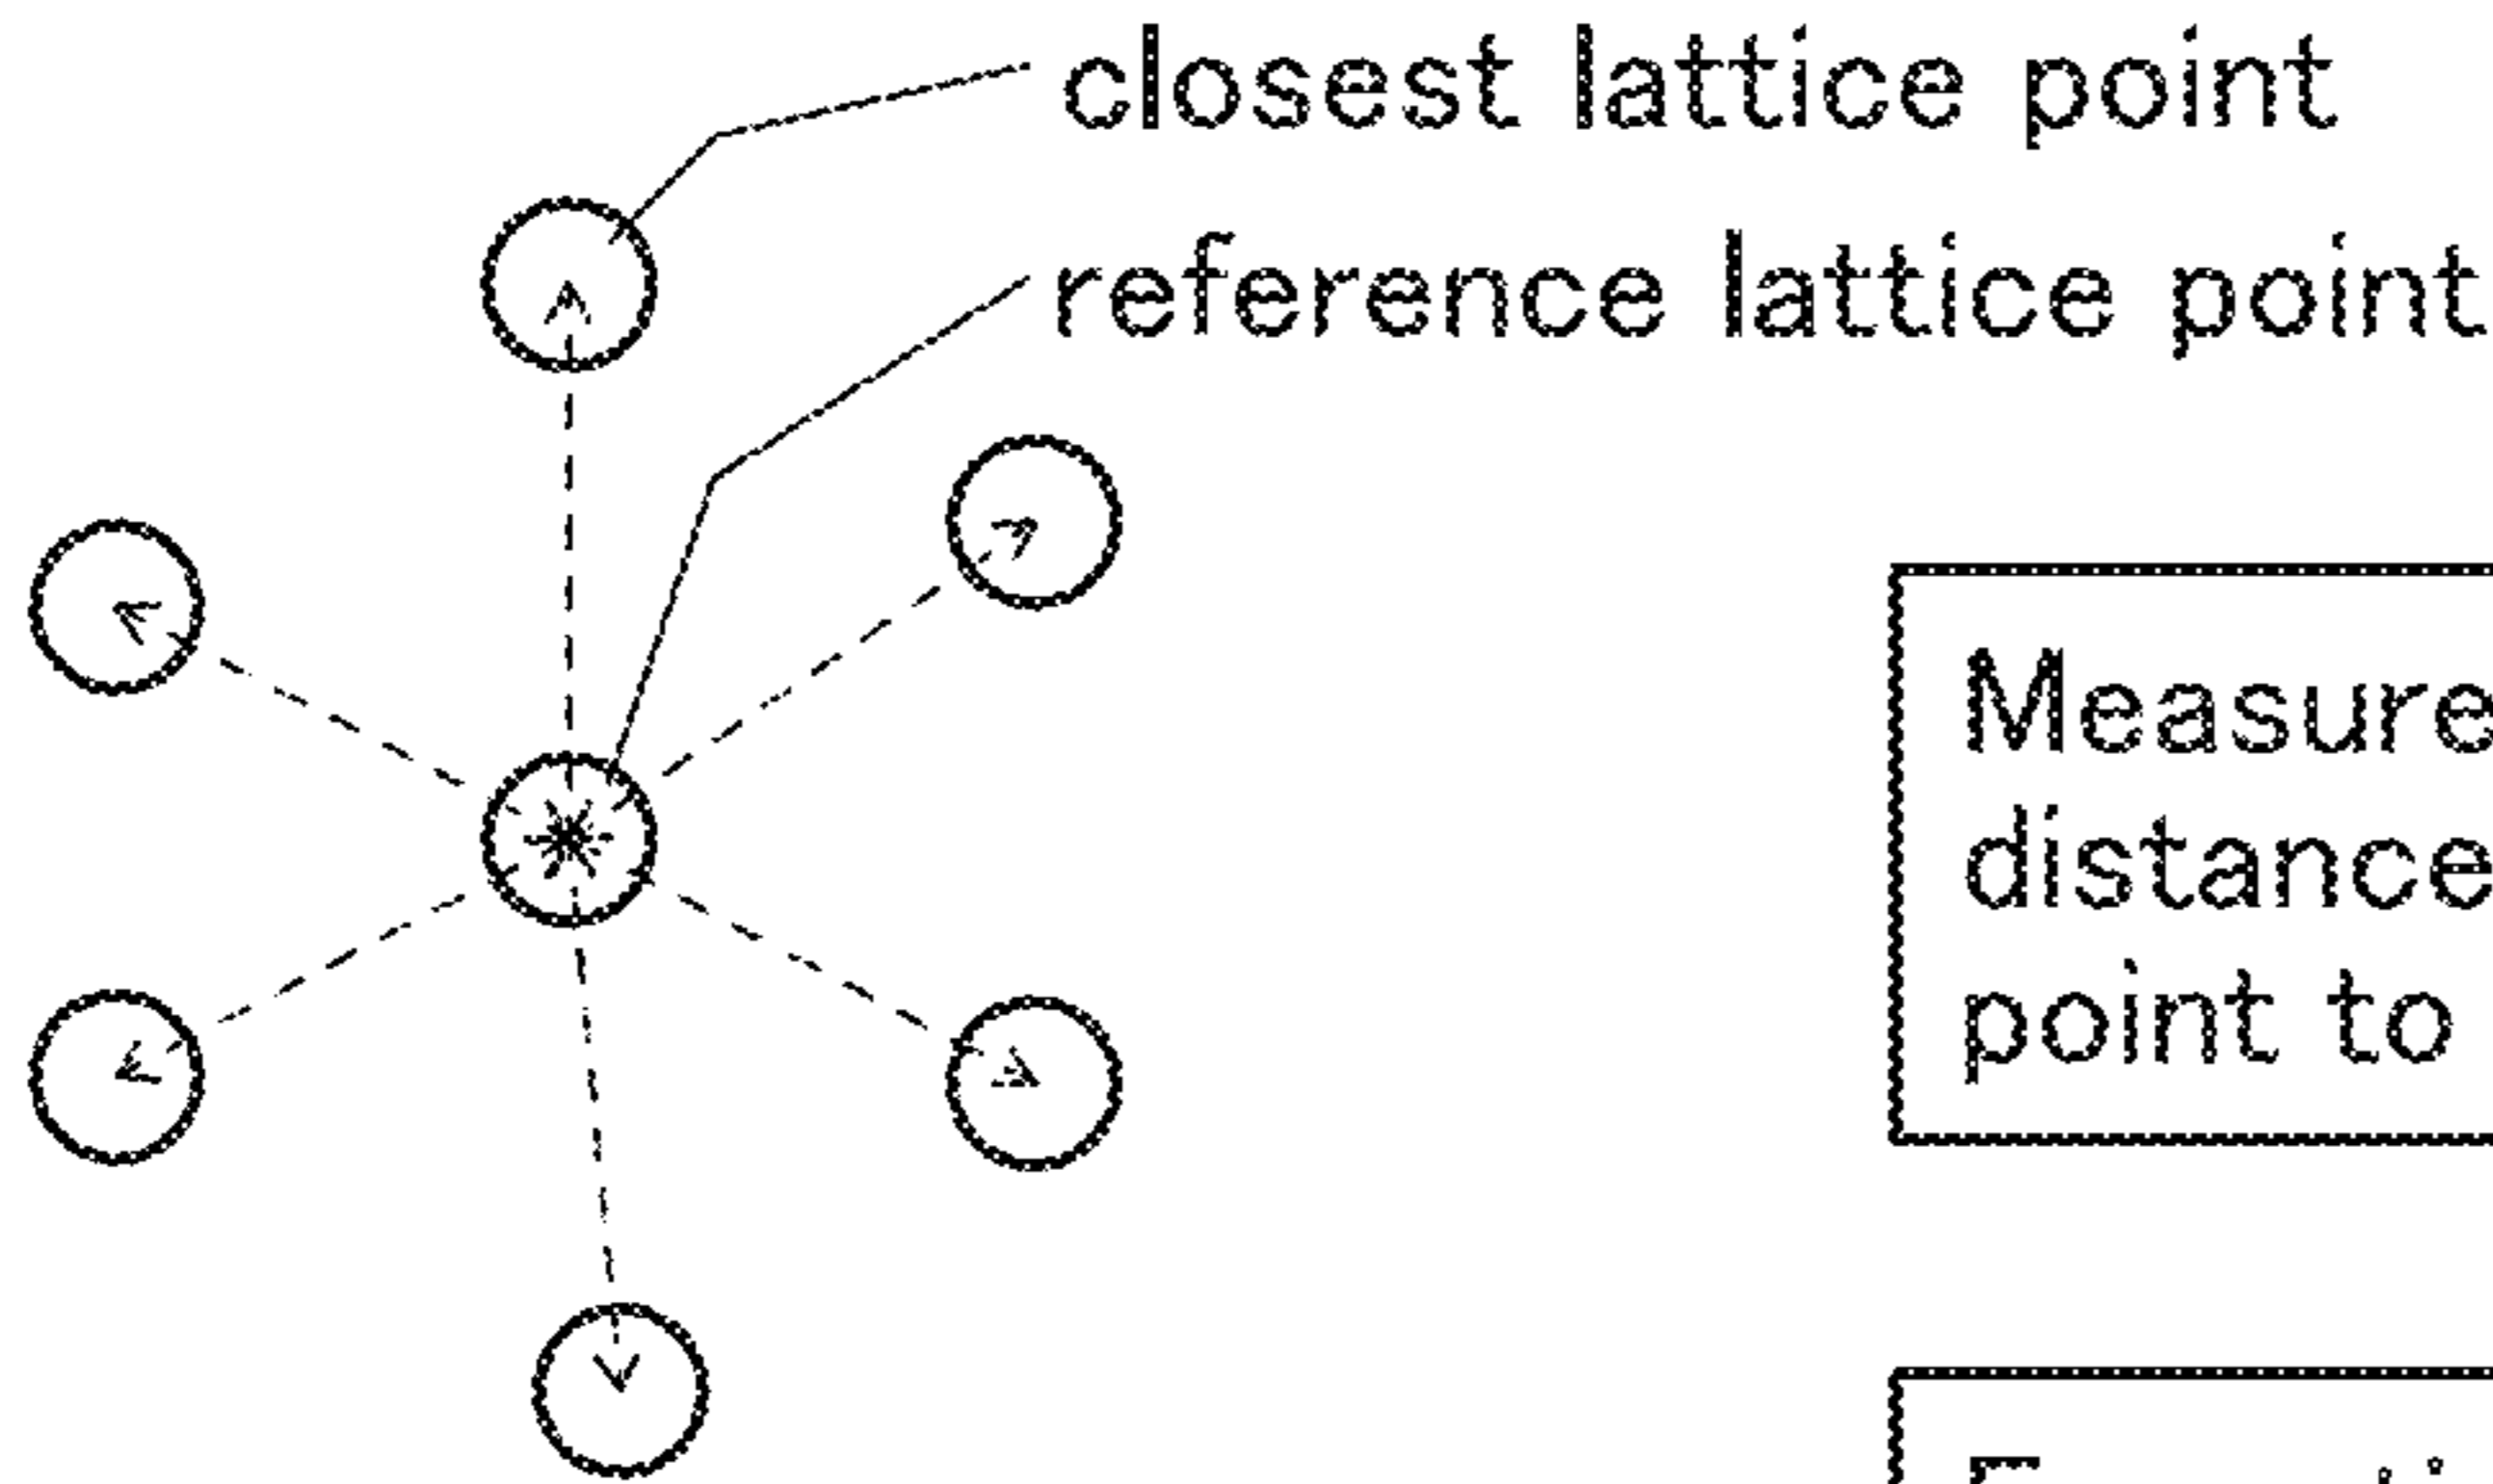 closest lattice point
reference lattice point
Measure
distance
point to